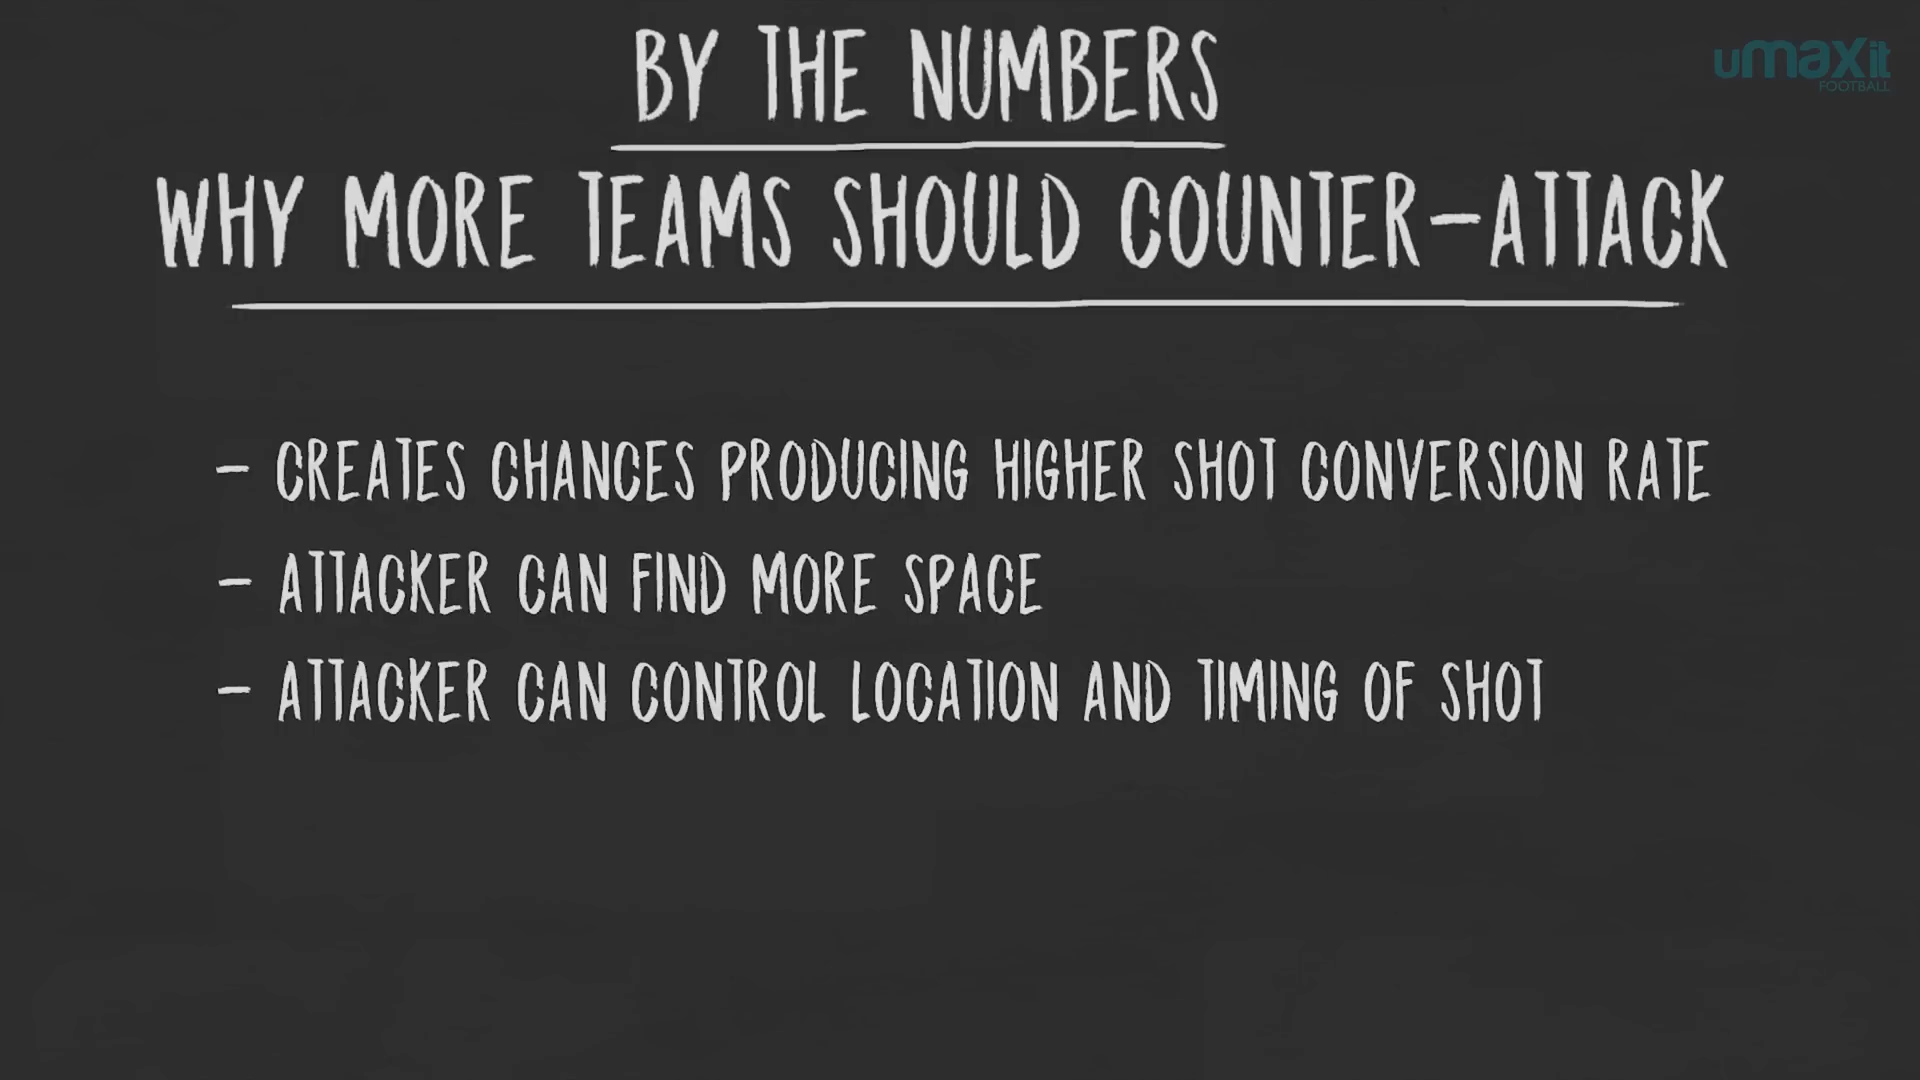 BY THE NUMBERS
umaxit
FOOTBALL
WHY MORE TEAMS SHOULD COUNTER-ATTACK
- CREATES CHANCES PRODUCING HIGHER SHOT CONVERSION RATE
- ATTACKER CAN FIND MORE SPACE
- ATTACKER CAN CONTROL LOCATION AND TIMING OF SHOT